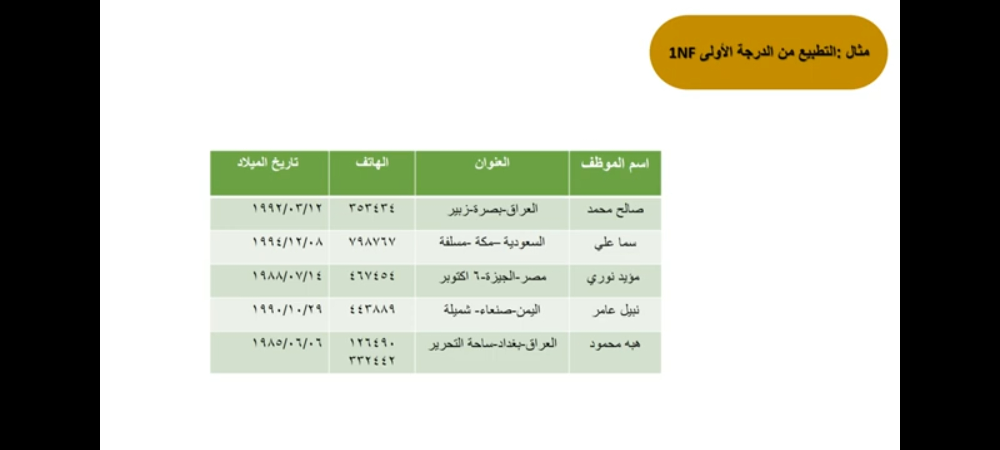 مثال :التطبيع من الدرجة الأولى 1NF
اسم الموظف العنوان الهاتف تاريخ الميلاد
صالح محمد العراق-بصرة-زبير ٣٥٣٤٣٤ ١٩٩٢/٠٣/١٢
سما علي السعودية –مكة -مسلفة ٧٩٨٧٦٧ ١٩٩٤/١٢/٠٨
مؤيد نوري مصر-الجيزة-٦ اكتوبر ٤٦٧٤٥٤ ١٩٨٨/٠٧/١٤
نبيل عامر اليمن-صنعاء- شميلة ٤٤٣٨٨٩ ١٩٩٠/١٠/٢٩
هبه محمود العراق-بغداد-ساحة التحرير ١٢٦٤٩٠ ١٩٨٥/٠٦/٠٦
٣٣٢٤٤٢